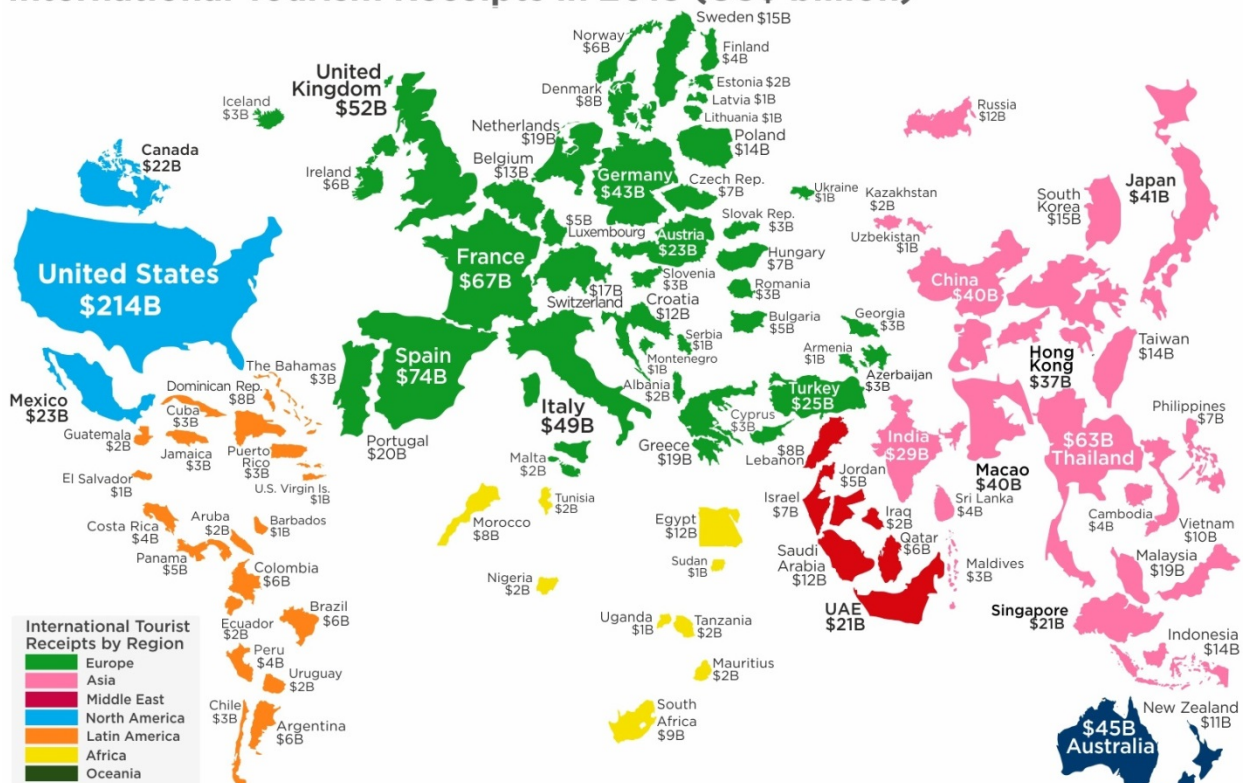 International Tourism Receipts in 2018 (US$ billion)
Sweden $15B
Norway
$6B
Finland
$4B
United
Kingdom
$52B
Denmark
$8B
Estonia $2B
Latvia $1B
Lithuania $1B
Iceland
$3B
Russia
$12B
Netherlands
$19B
Poland
$14B
Canada
$22B
Ireland
$6B
Belgium
$13B
Germany
$43B
Czech Rep.
$7B
Ukraine
$1B
Kazakhstan
$2B
South
Korea
$15B
Japan
$41B
$5B
Luxembourg
Austria
$23B
Slovak Rep.
$3B
Uzbekistan
$1B
United States
$214B
France
$67B
Hungary
$7B
China
$40B
Slovenia
$3B
$17B
Switzerland
Romania
$3B
Croatia
$12B
Bulgaria
$5B
Georgia
$3B
Serbia
$1B
Armenia
$1B
Taiwan
$14B
Spain
$74B
Montenegro
$1B
Hong
Kong
$37B
The Bahamas
$3B
Azerbaijan
$3B
Dominican Rep.
$8B
Albania
$2B
Turkey
$25B
Mexico
$23B
Cuba
$3B
Italy
$49B
Cyprus
$3B
Philippines
$7B
Guatemala
$2B
Jamaica
$3B
Puerto
Rico
$3B
Portugal
$20B
Greece
$19B
$8B
Lebanon
India
$29B
$63B
Thailand
Malta
$2B
Macao
$40B
El Salvador
$1B
U.S. Virgin Is.
$1B
Jordan
$5B
Tunisia
$2B
Israel
$7B
Sri Lanka
$4B
Cambodia
$4B
Costa Rica
$4B
Aruba
$2B
Barbados
$1B
Morocco
$8B
Egypt
$12B
Iraq
$2B
Vietnam
$10B
Panama
$5B
Qatar
$6B
Saudi
Arabia
$12B
Colombia
$6B
Sudan
$1B
Maldives
$3B
Malaysia
$19B
Nigeria
$2B
Brazil
$6B
UAE
$21B
Singapore
$21B
Ecuador
$2B
Uganda
$1B
Tanzania
$2B
Indonesia
$14B
Peru
$4B
Mauritius
$2B
Uruguay
$2B
Chile
$3B
Argentina
$6B
South
Africa
$9B
New Zealand
$11B
$45B
Australia
International Tourist
Receipts by Region
Europe
Asia
Middle East
North America
Latin America
Africa
Oceania